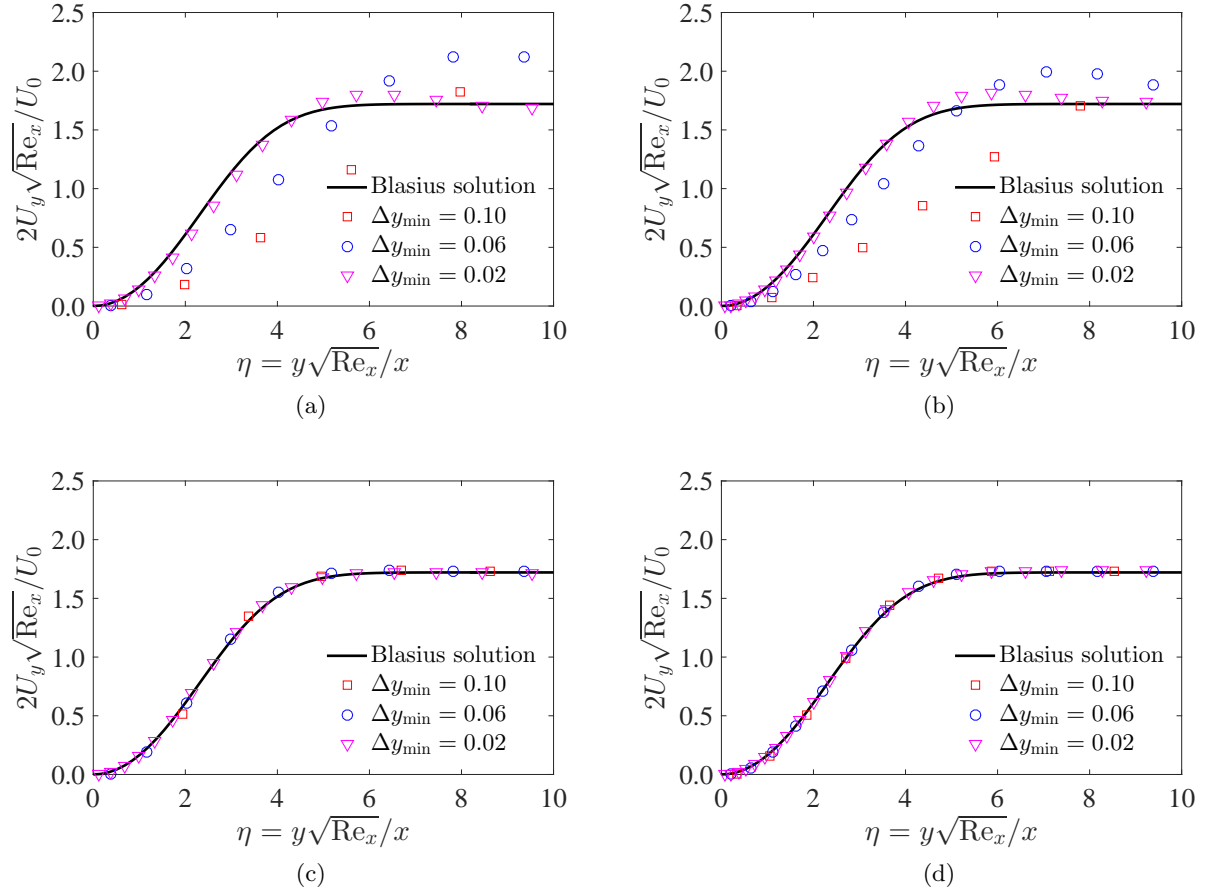 2.5
2.0
1.5
1.0
0.5
0.0
2U_y√Re_x/U_0
Blasius solution
Δy_min = 0.10
Δy_min = 0.06
Δy_min = 0.02
0 2 4 6 8 10
η = y√Re_x/x
(a)
2.5
2.0
1.5
1.0
0.5
0.0
2U_y√Re_x/U_0
Blasius solution
Δy_min = 0.10
Δy_min = 0.06
Δy_min = 0.02
0 2 4 6 8 10
η = y√Re_x/x
(b)
2.5
2.0
1.5
1.0
0.5
0.0
2U_y√Re_x/U_0
Blasius solution
Δy_min = 0.10
Δy_min = 0.06
Δy_min = 0.02
0 2 4 6 8 10
η = y√Re_x/x
(c)
2.5
2.0
1.5
1.0
0.5
0.0
2U_y√Re_x/U_0
Blasius solution
Δy_min = 0.10
Δy_min = 0.06
Δy_min = 0.02
0 2 4 6 8 10
η = y√Re_x/x
(d)